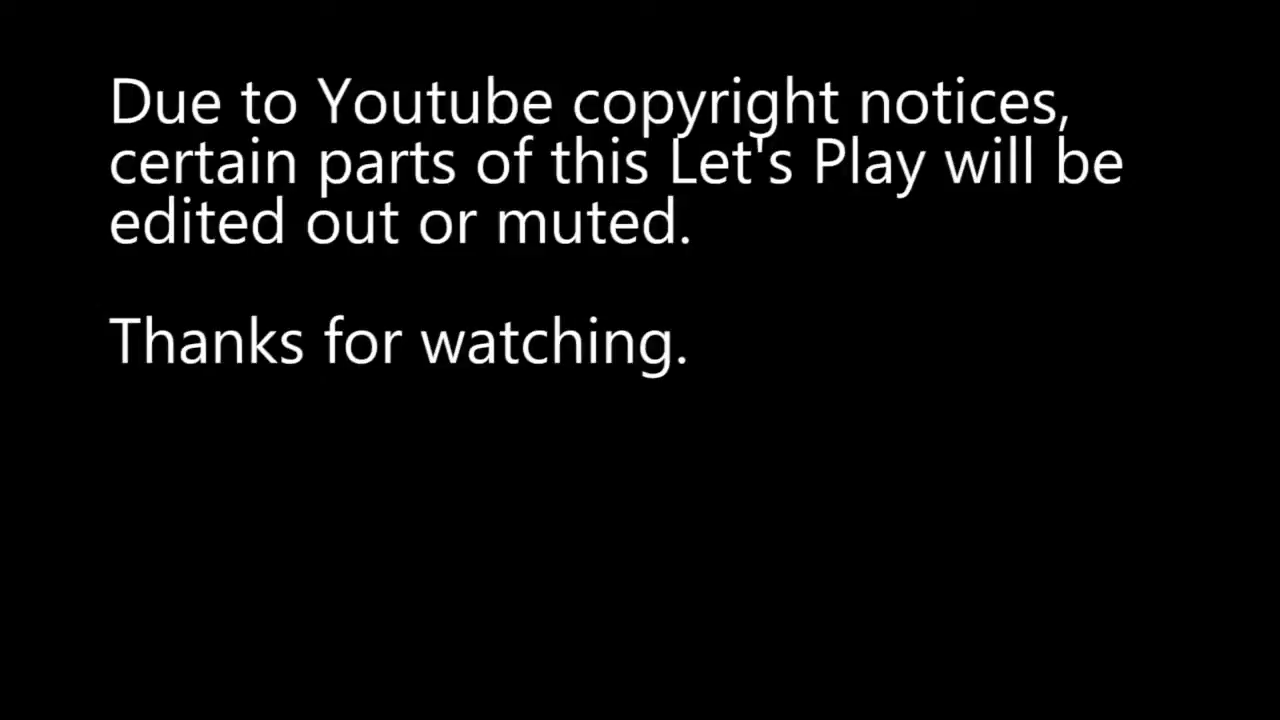 Due to Youtube copyright notices,
certain parts of this Let's Play will be
edited out or muted.
Thanks for watching.